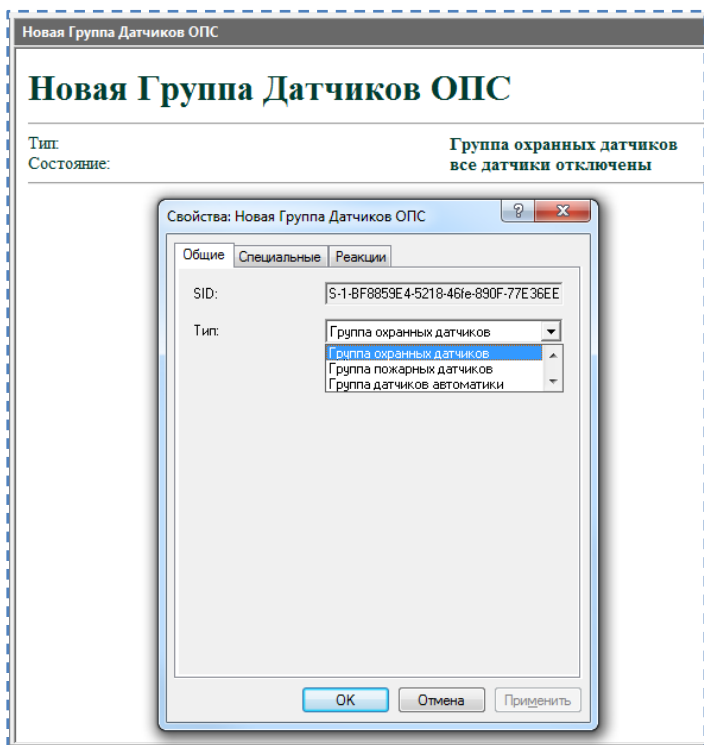 Новая Группа Датчиков ОПС
Новая Группа Датчиков ОПС
Тип: Группа охранных датчиков
Состояние: все датчики отключены
Свойства: Новая Группа Датчиков ОПС
Общие Специальные Реакции
SID: S-1-BF8859E4-5218-46fe-890F-77E36EE
Тип: Группа охранных датчиков
Группа охранных датчиков
Группа пожарных датчиков
Группа датчиков автоматики
OK Отмена Применить